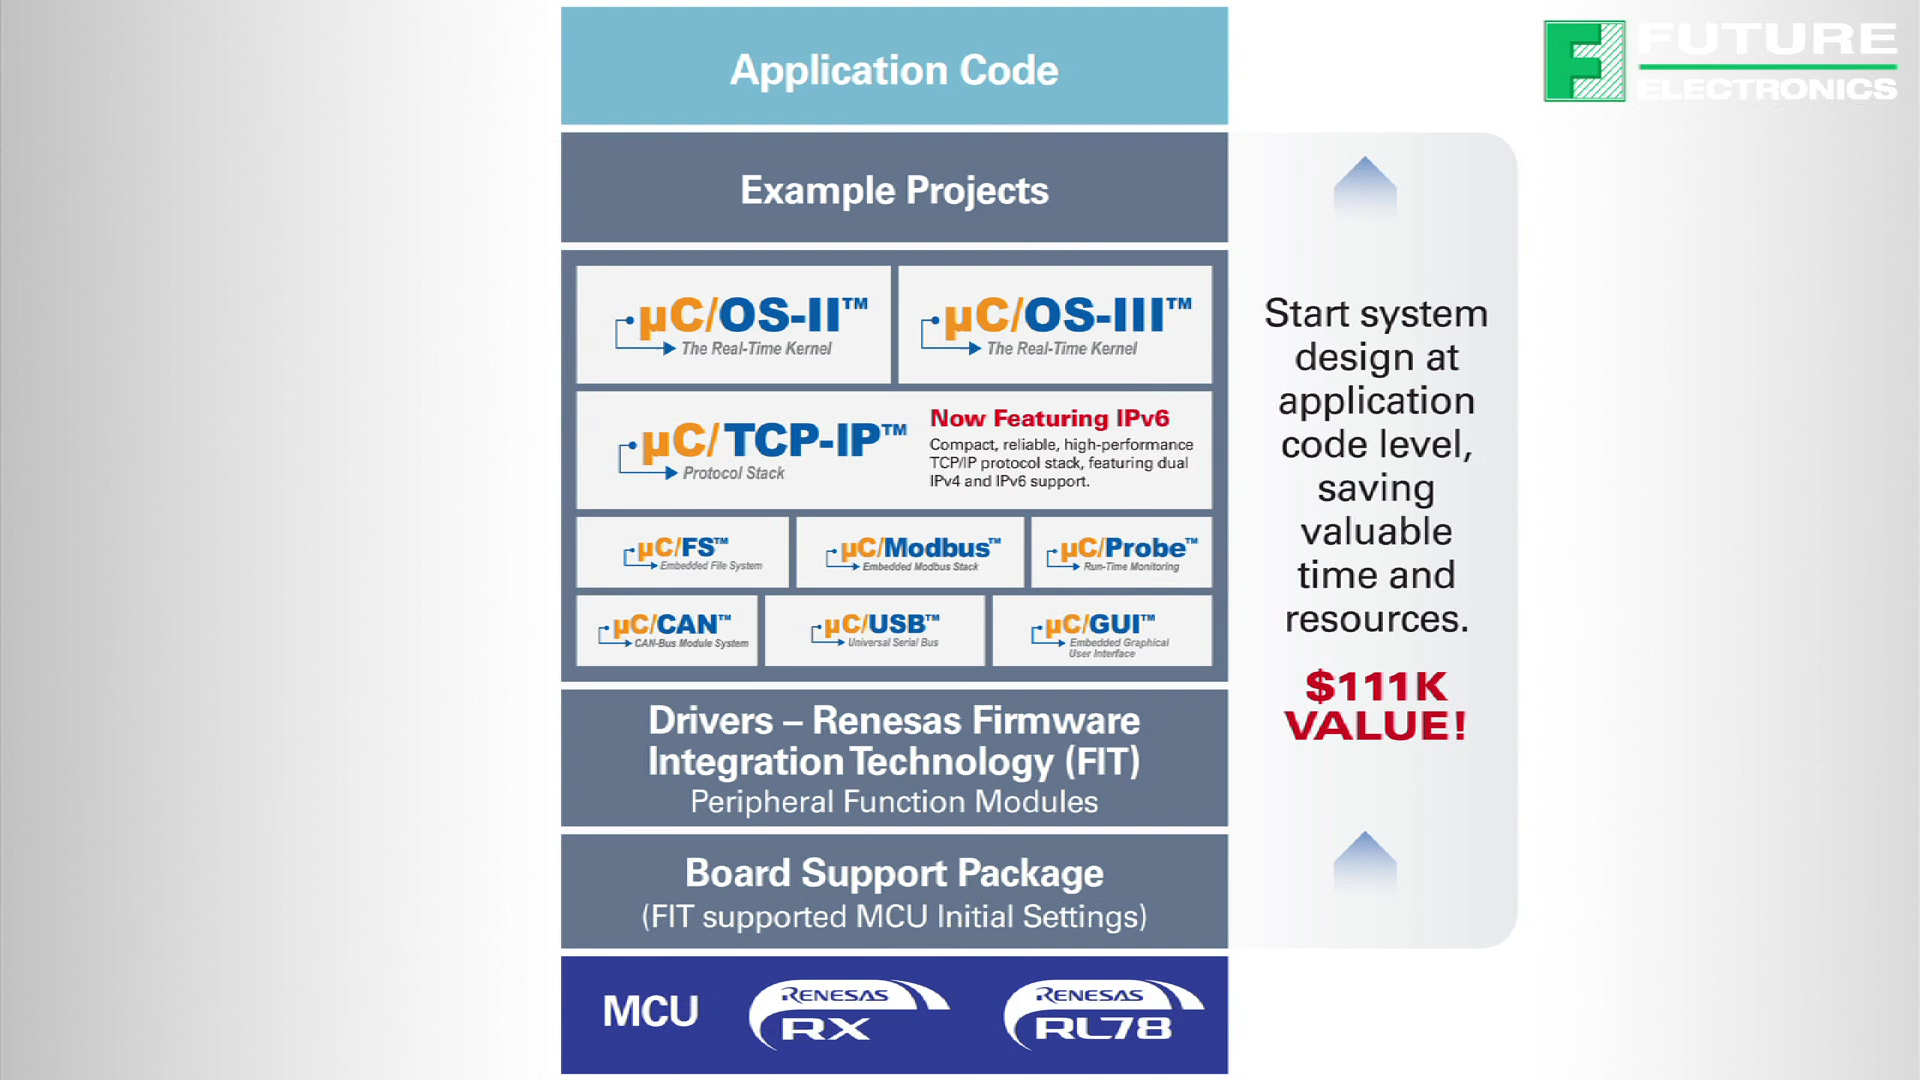 FUTURE
ELECTRONICS
Application Code
Example Projects
µC/OS-II™
The Real-Time Kernel
µC/OS-III™
The Real-Time Kernel
µC/TCP-IP™
Protocol Stack
Now Featuring IPv6
Compact, reliable, high-performance
TCP/IP protocol stack, featuring dual
IPv4 and IPv6 support.
µC/FS™
Embedded File System
µC/Modbus™
Embedded Modbus Stack
µC/Probe™
Run-Time Monitoring
µC/CAN™
CAN-Bus Module System
µC/USB™
Universal Serial Bus
µC/GUI™
Embedded Graphical
User Interface
Drivers – Renesas Firmware
Integration Technology (FIT)
Peripheral Function Modules
Board Support Package
(FIT supported MCU Initial Settings)
MCU
RENESAS
RX
RENESAS
RL78
Start system
design at
application
code level,
saving
valuable
time and
resources.
$111K
VALUE!